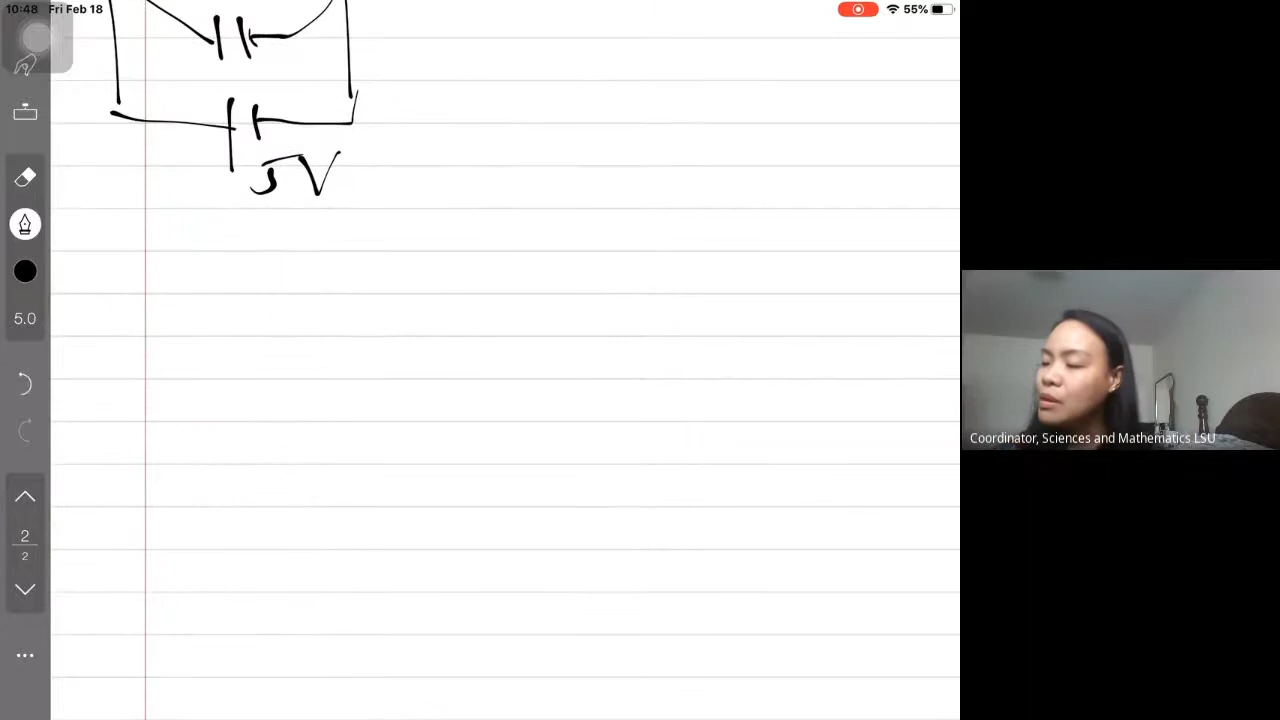 10:48 Fri Feb 18
55%
5V
5.0
2
2
Coordinator, Sciences and Mathematics LSU